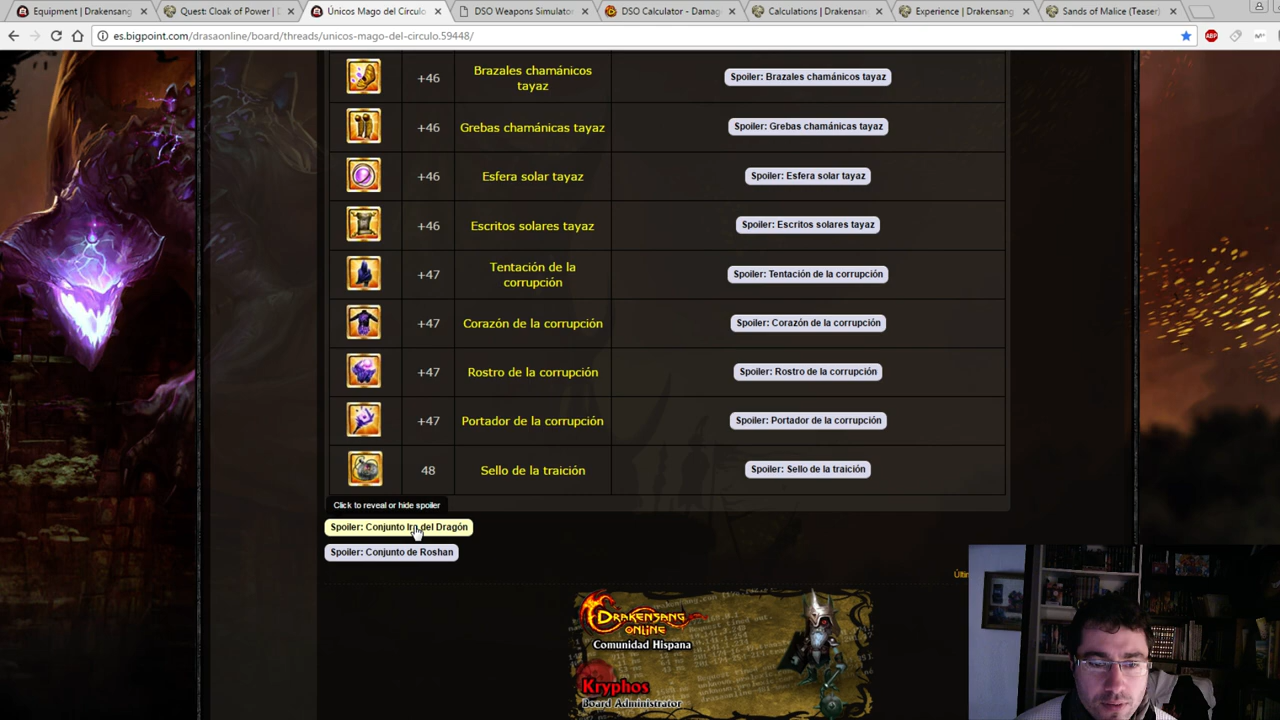 Equipment | Drakensang
Quest: Cloak of Power | D
Únicos Mago del Círculo
DSO Weapons Simulator
DSO Calculator - Damag
Calculations | Drakensan
Experience | Drakensang
Sands of Malice (Teaser)
es.bigpoint.com/drasaonline/board/threads/unicos-mago-del-circulo.59448/
ABP
+46
Brazales chamánicos
tayaz
Spoiler: Brazales chamánicos tayaz
+46
Grebas chamánicas tayaz
Spoiler: Grebas chamánicas tayaz
+46
Esfera solar tayaz
Spoiler: Esfera solar tayaz
+46
Escritos solares tayaz
Spoiler: Escritos solares tayaz
+47
Tentación de la
corrupción
Spoiler: Tentación de la corrupción
+47
Corazón de la corrupción
Spoiler: Corazón de la corrupción
+47
Rostro de la corrupción
Spoiler: Rostro de la corrupción
+47
Portador de la corrupción
Spoiler: Portador de la corrupción
48
Sello de la traición
Spoiler: Sello de la traición
Click to reveal or hide spoiler
Spoiler: Conjunto Ira del Dragón
Spoiler: Conjunto de Roshan
Últim
DRAKENSANG
ONLINE
Comunidad Hispana
Kryphos
Board Administrator